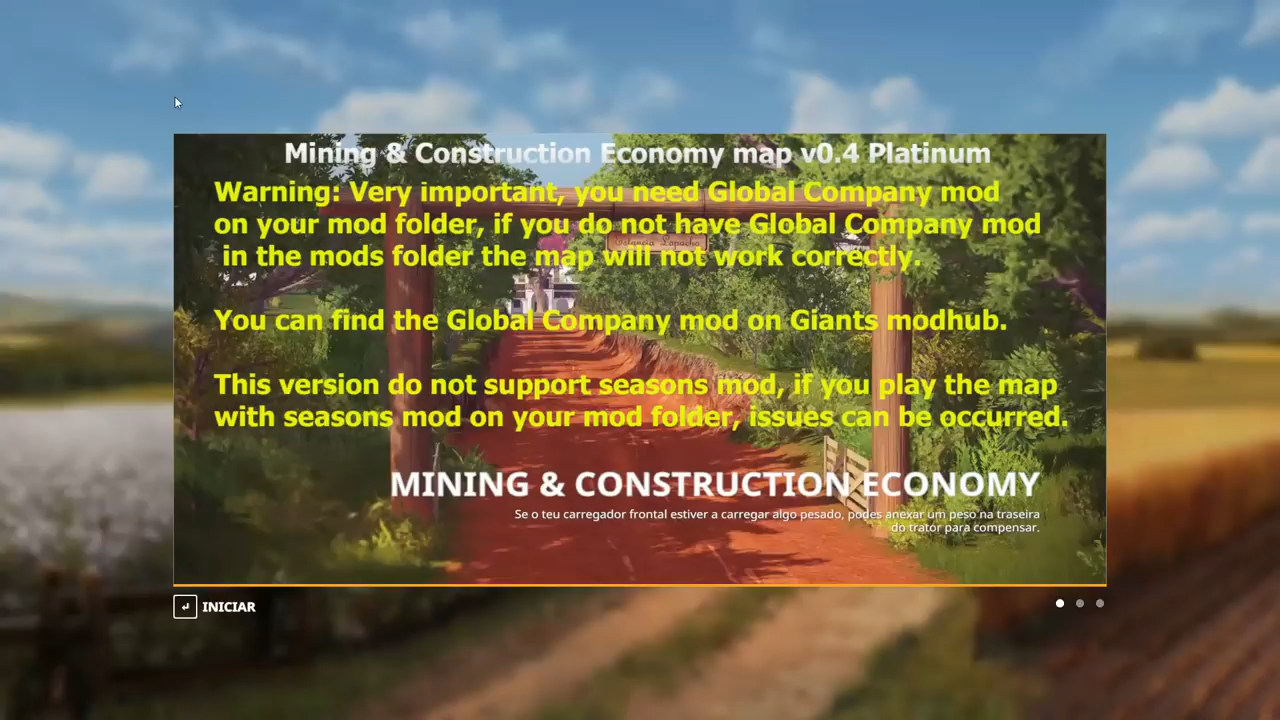 Mining & Construction Economy map v0.4 Platinum
Warning: Very important, you need Global Company mod
on your mod folder, if you do not have Global Company mod
in the mods folder the map will not work correctly.
Estancia Lapacho
You can find the Global Company mod on Giants modhub.
This version do not support seasons mod, if you play the map
with seasons mod on your mod folder, issues can be occurred.
MINING & CONSTRUCTION ECONOMY
Se o teu carregador frontal estiver a carregar algo pesado, podes anexar um peso na traseira
do trator para compensar.
INICIAR